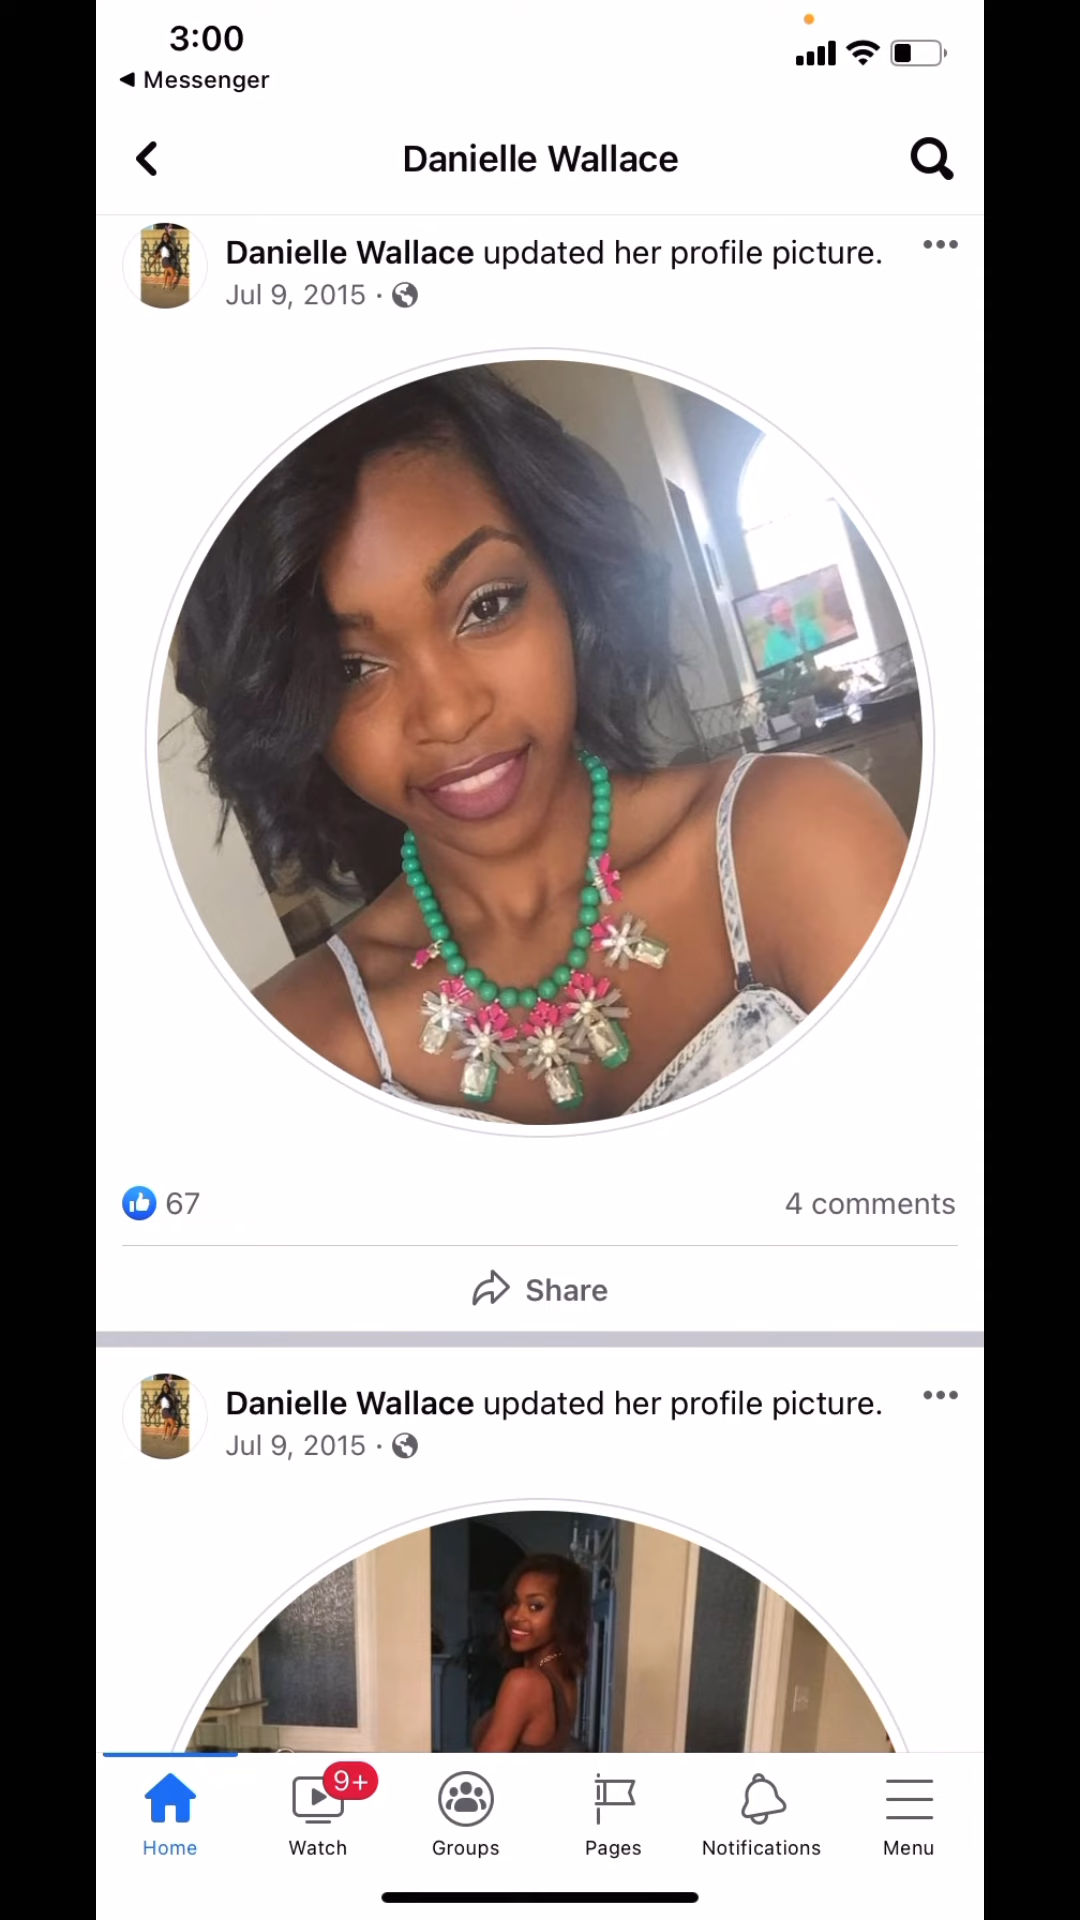 3:00
Messenger
Danielle Wallace
Danielle Wallace updated her profile picture.
Jul 9, 2015 ·
67
4 comments
Share
Danielle Wallace updated her profile picture.
Jul 9, 2015 ·
9+
Home
Watch
Groups
Pages
Notifications
Menu